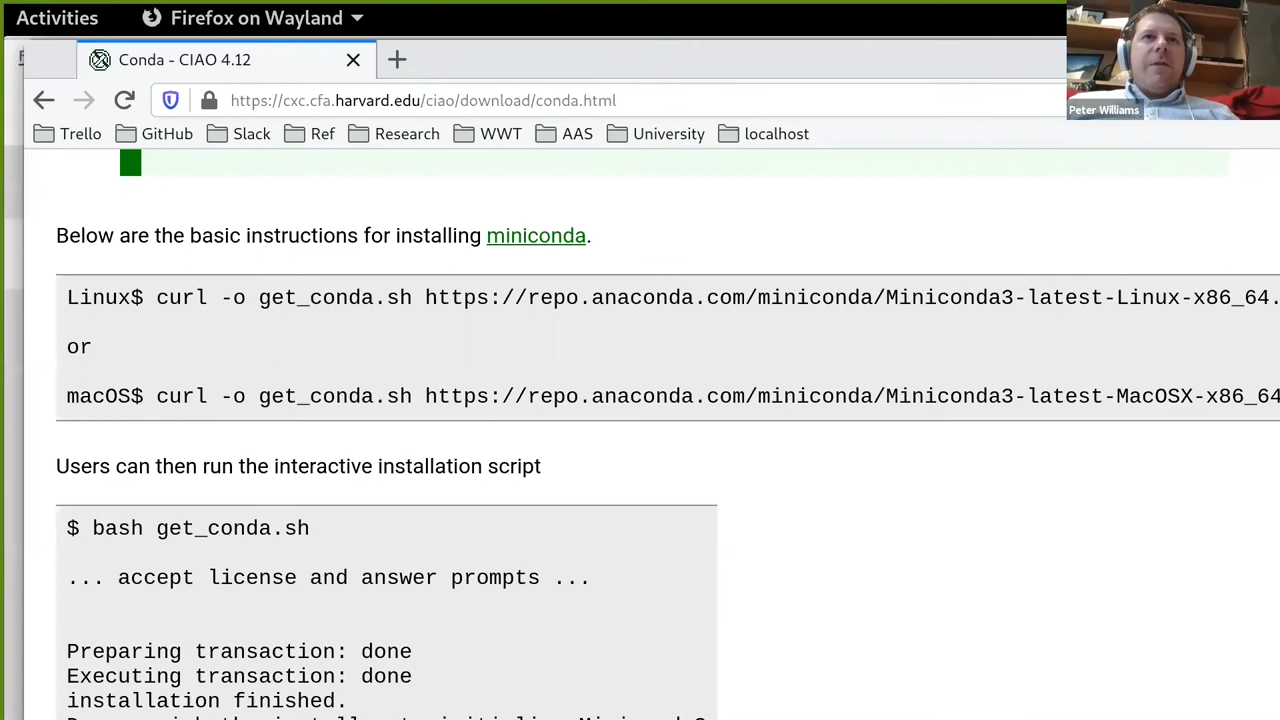 Activities Firefox on Wayland
Conda - CIAO 4.12
https://cxc.cfa.harvard.edu/ciao/download/conda.html
Peter Williams
Trello GitHub Slack Ref Research WWT AAS University localhost
Below are the basic instructions for installing miniconda.
Linux$ curl -o get_conda.sh https://repo.anaconda.com/miniconda/Miniconda3-latest-Linux-x86_64.
or
macOS$ curl -o get_conda.sh https://repo.anaconda.com/miniconda/Miniconda3-latest-MacOSX-x86_64
Users can then run the interactive installation script
$ bash get_conda.sh
... accept license and answer prompts ...
Preparing transaction: done
Executing transaction: done
installation finished.